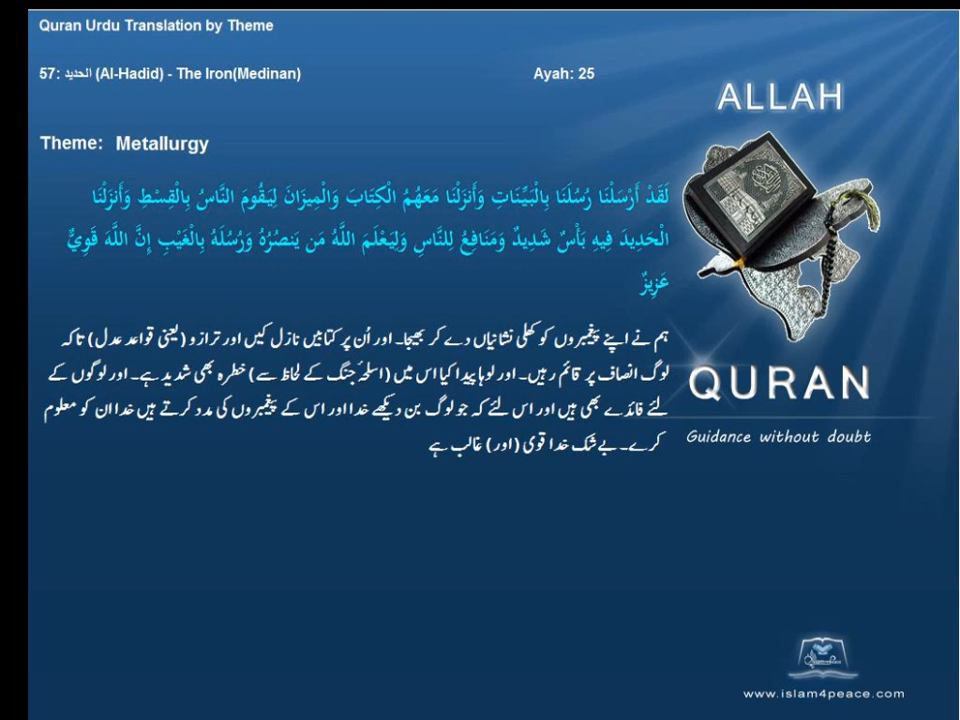 Quran Urdu Translation by Theme
57: الحديد (Al-Hadid) - The Iron(Medinan) Ayah: 25
ALLAH
Theme: Metallurgy
لَقَدْ أَرْسَلْنَا رُسُلَنَا بِالْبَيِّنَاتِ وَأَنزَلْنَا مَعَهُمُ الْكِتَابَ وَالْمِيزَانَ لِيَقُومَ النَّاسُ بِالْقِسْطِ وَأَنزَلْنَا
الْحَدِيدَ فِيهِ بَأْسٌ شَدِيدٌ وَمَنَافِعُ لِلنَّاسِ وَلِيَعْلَمَ اللَّهُ مَن يَنصُرُهُ وَرُسُلَهُ بِالْغَيْبِ إِنَّ اللَّهَ قَوِيٌّ
عَزِيزٌ
ہم نے اپنے پیغمبروں کو کھلی نشانیاں دے کر بھیجا۔ اور اُن پر کتابیں نازل کیں اور ترازو (یعنی قواعد عدل) تاکہ
لوگ انصاف پر قائم رہیں۔ اور لوہا پیدا کیا اس میں (اسلحۂ جنگ کے لحاظ سے) خطرہ بھی شدید ہے۔ اور لوگوں کے
لئے فائدے بھی ہیں اور اس لئے کہ جو لوگ بن دیکھے خدا اور اس کے پیغمبروں کی مدد کرتے ہیں خدا ان کو معلوم
کرے۔ بےشک خدا قوی (اور) غالب ہے
QURAN
Guidance without doubt
www.islam4peace.com